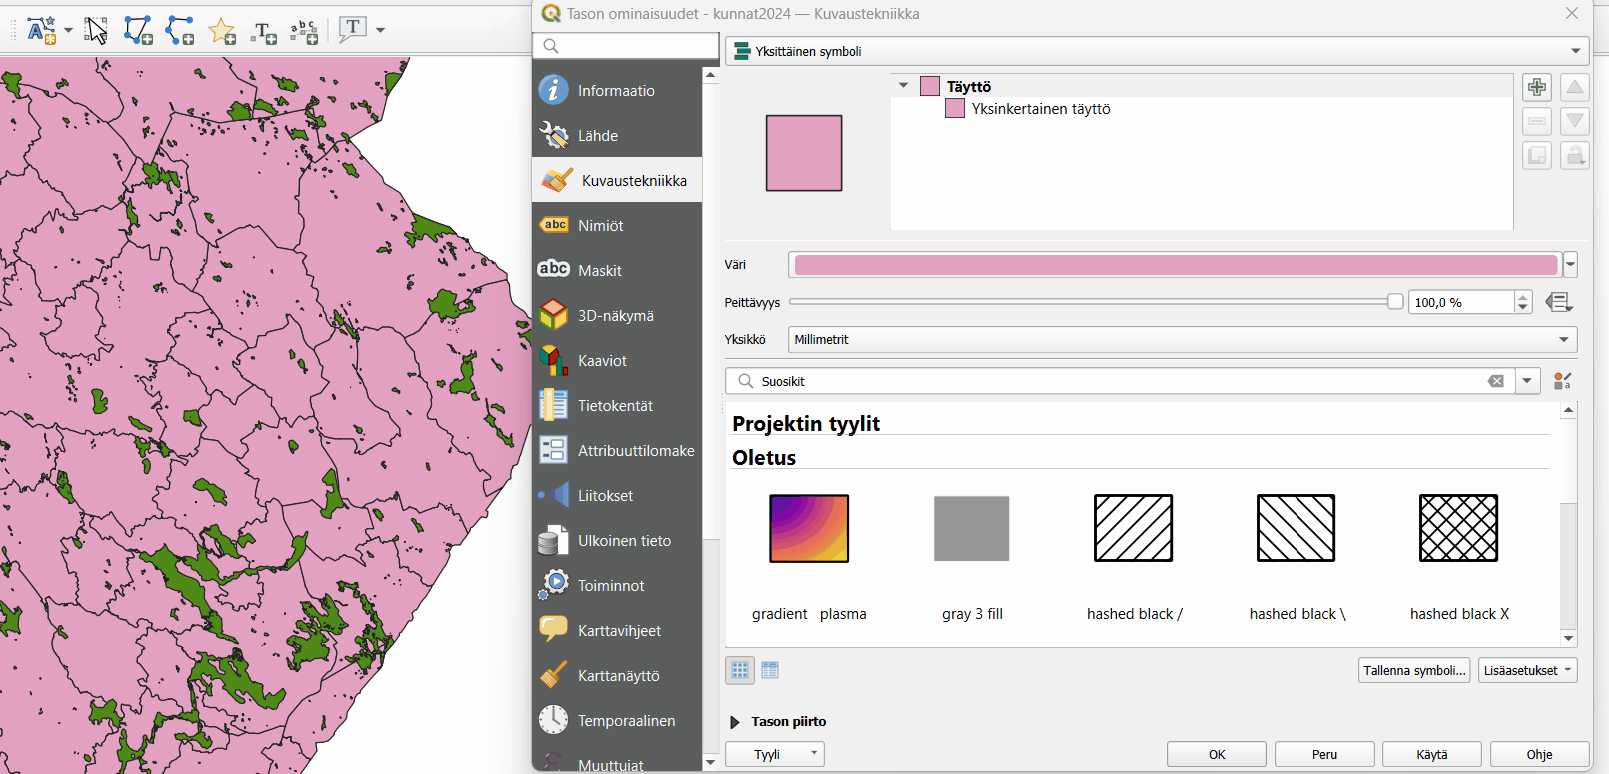 Tason ominaisuudet - kunnat2024 — Kuvaustekniikka
Yksittäinen symboli
Informaatio
Lähde
Kuvaustekniikka
Nimiöt
Maskit
3D-näkymä
Kaaviot
Tietokentät
Attribuuttilomake
Liitokset
Ulkoinen tieto
Toiminnot
Karttavihjeet
Karttanäyttö
Temporaalinen
Muuttujat
Täyttö
Yksinkertainen täyttö
Väri
Peittävyys
100,0 %
Yksikkö
Millimetrit
Suosikit
Projektin tyylit
Oletus
gradient plasma
gray 3 fill
hashed black /
hashed black \
hashed black X
Tallenna symboli...
Lisäasetukset
Tason piirto
Tyyli
OK
Peru
Käytä
Ohje